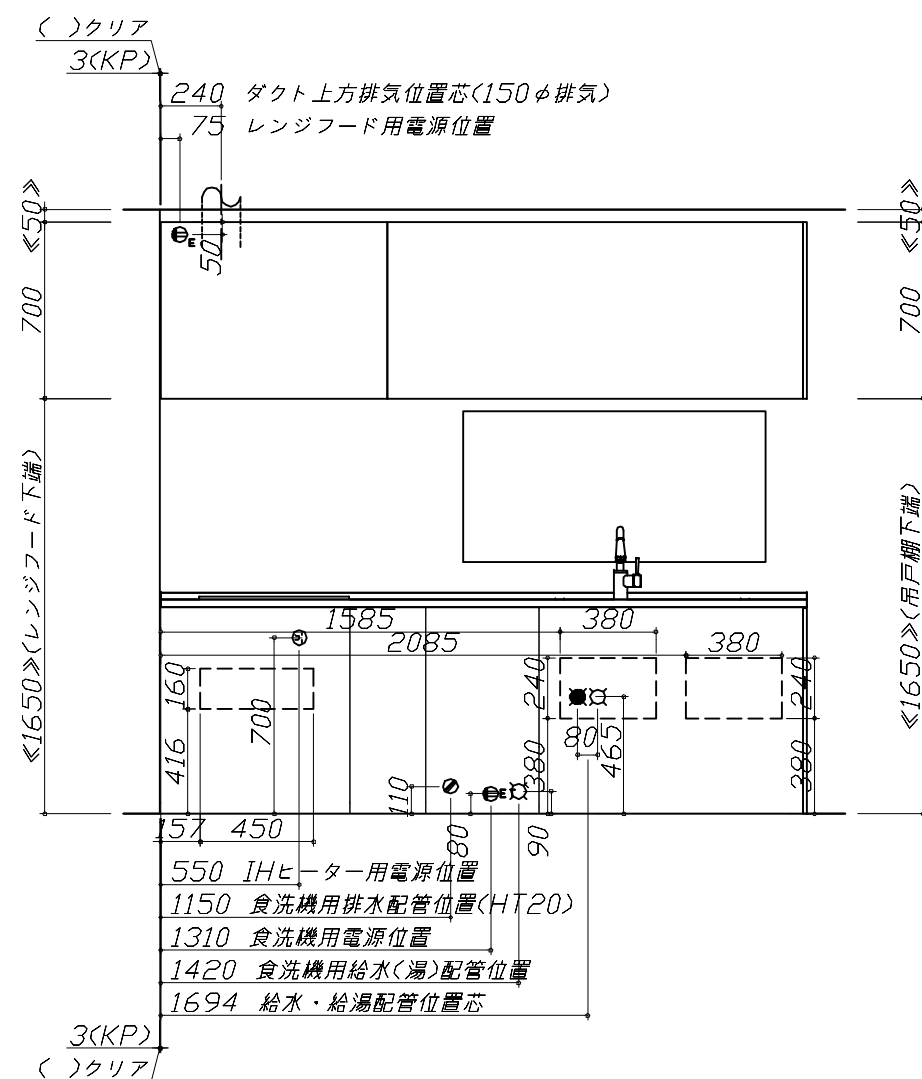 ( )クリア
3(KP)
240 ダクト上方排気位置芯(150φ排気)
75 レンジフード用電源位置
≪50≫
≪50≫
E
50
700
700
≪1650≫(レンジフード下端)
≪1650≫(吊戸棚下端)
1585
380
2085
380
160
700
240
240
80
465
416
110
380
380
E
80
90
157
450
550 IHヒーター用電源位置
1150 食洗機用排水配管位置(HT20)
1310 食洗機用電源位置
1420 食洗機用給水(湯)配管位置
1694 給水・給湯配管位置芯
3(KP)
( )クリア